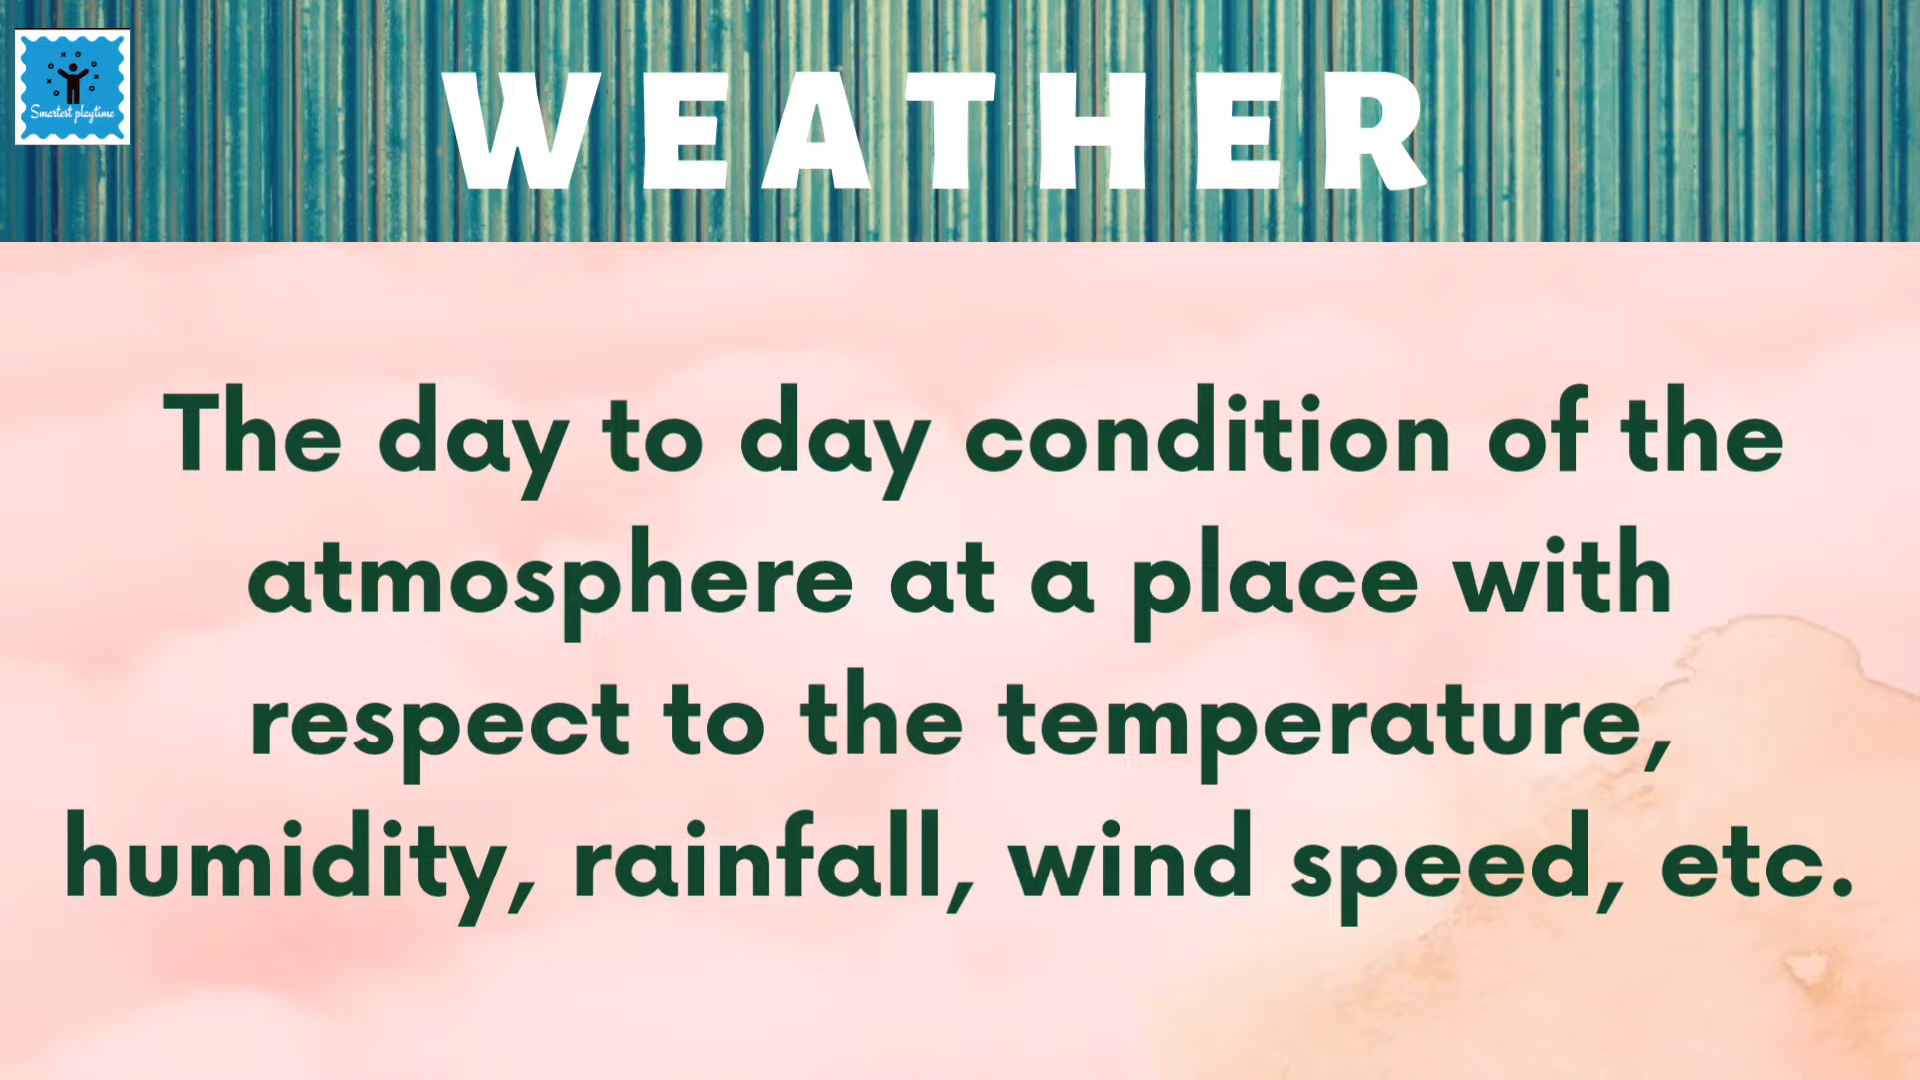 Smartest playtime
WEATHER
The day to day condition of the
atmosphere at a place with
respect to the temperature,
humidity, rainfall, wind speed, etc.